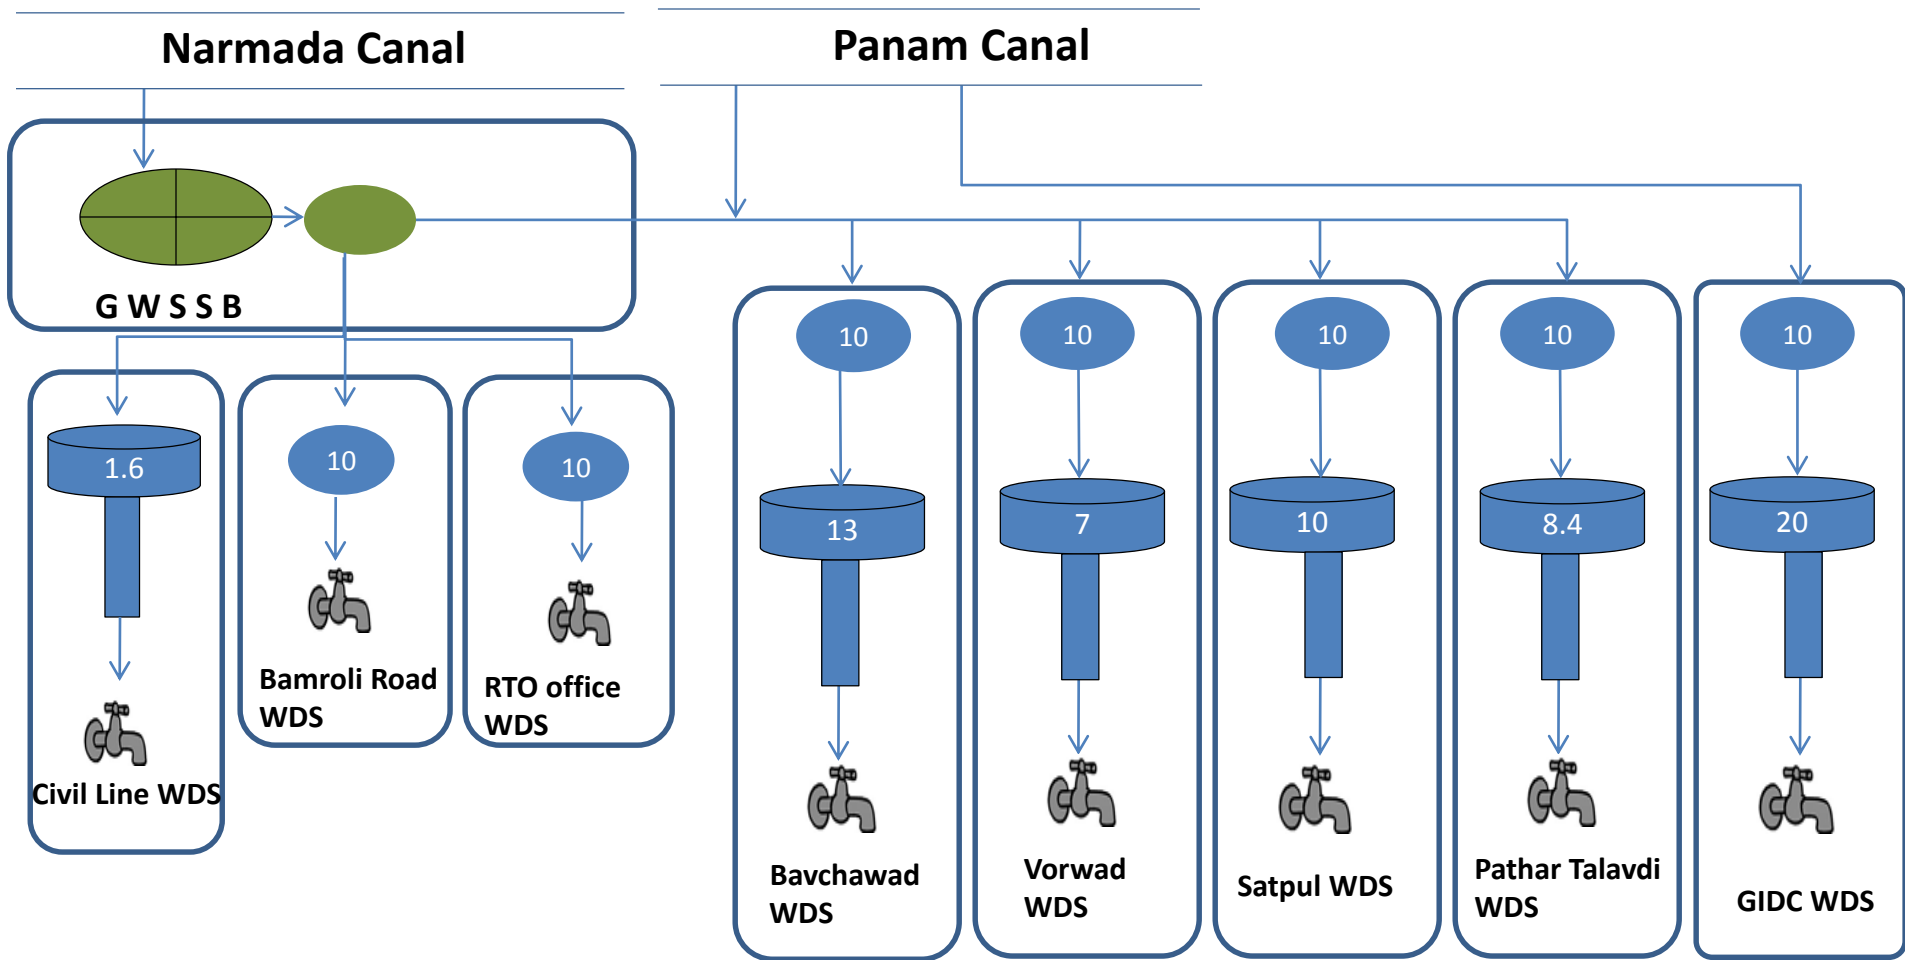 Narmada Canal
Panam Canal
G W S S B
1.6
Civil Line WDS
10
Bamroli Road
WDS
10
RTO office
WDS
10
13
Bavchawad
WDS
10
7
Vorwad
WDS
10
10
Satpul WDS
10
8.4
Pathar Talavdi
WDS
10
20
GIDC WDS